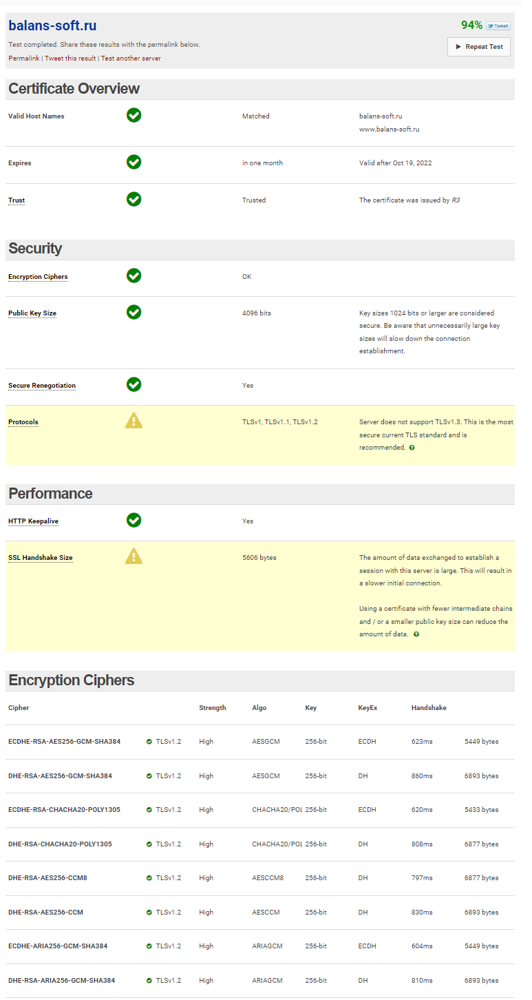 balans-soft.ru
94% Tweet
Test completed. Share these results with the permalink below.
Permalink | Tweet this result | Test another server
Repeat Test
Certificate Overview
Valid Host Names Matched balans-soft.ru
www.balans-soft.ru
Expires in one month Valid after Oct 19, 2022
Trust Trusted The certificate was issued by R3
Security
Encryption Ciphers OK
Public Key Size 4096 bits Key sizes 1024 bits or larger are considered
secure. Be aware that unnecessarily large key
sizes will slow down the connection
establishment.
Secure Renegotiation Yes
Protocols TLSv1, TLSv1.1, TLSv1.2 Server does not support TLSv1.3. This is the most
secure current TLS standard and is
recommended.
Performance
HTTP Keepalive Yes
SSL Handshake Size 5606 bytes The amount of data exchanged to establish a
session with this server is large. This will result in
a slower initial connection.
Using a certificate with fewer intermediate chains
and / or a smaller public key size can reduce the
amount of data.
Encryption Ciphers
Cipher Strength Algo Key KeyEx Handshake
ECDHE-RSA-AES256-GCM-SHA384 TLSv1.2 High AESGCM 256-bit ECDH 623ms 5449 bytes
DHE-RSA-AES256-GCM-SHA384 TLSv1.2 High AESGCM 256-bit DH 860ms 6893 bytes
ECDHE-RSA-CHACHA20-POLY1305 TLSv1.2 High CHACHA20/POL 256-bit ECDH 620ms 5433 bytes
DHE-RSA-CHACHA20-POLY1305 TLSv1.2 High CHACHA20/POL 256-bit DH 808ms 6877 bytes
DHE-RSA-AES256-CCM8 TLSv1.2 High AESCCM8 256-bit DH 797ms 6877 bytes
DHE-RSA-AES256-CCM TLSv1.2 High AESCCM 256-bit DH 830ms 6893 bytes
ECDHE-ARIA256-GCM-SHA384 TLSv1.2 High ARIAGCM 256-bit ECDH 604ms 5449 bytes
DHE-RSA-ARIA256-GCM-SHA384 TLSv1.2 High ARIAGCM 256-bit DH 810ms 6893 bytes